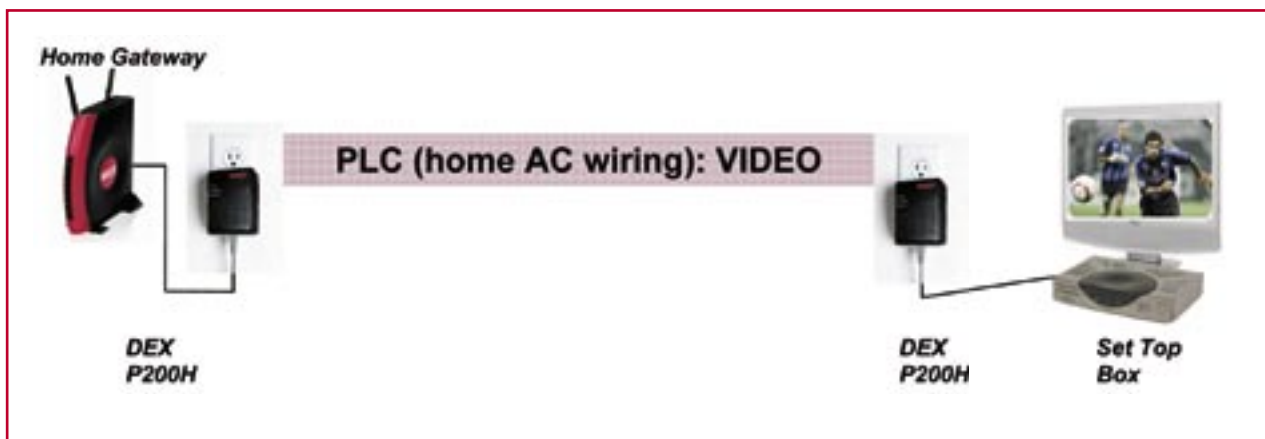 Home Gateway
PLC (home AC wiring): VIDEO
DEX
P200H
DEX
P200H
Set Top
Box